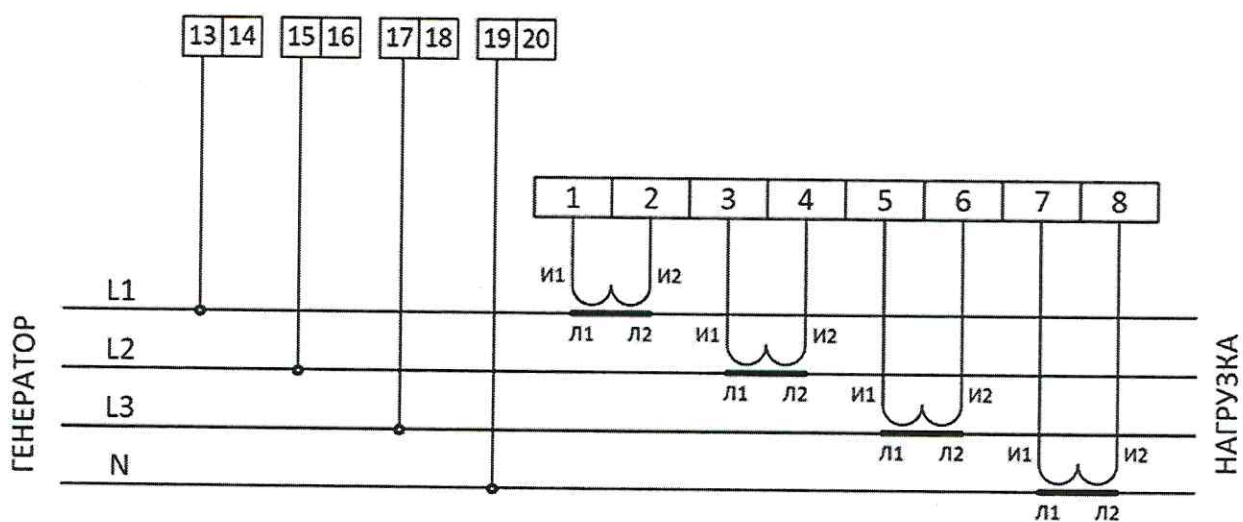 13 14 15 16 17 18 19 20
1 2 3 4 5 6 7 8
И1 И2
L1
Л1 Л2 И1 И2
L2
Л1 Л2 И1 И2
L3
Л1 Л2 И1 И2
N
Л1 Л2
ГЕНЕРАТОР
НАГРУЗКА